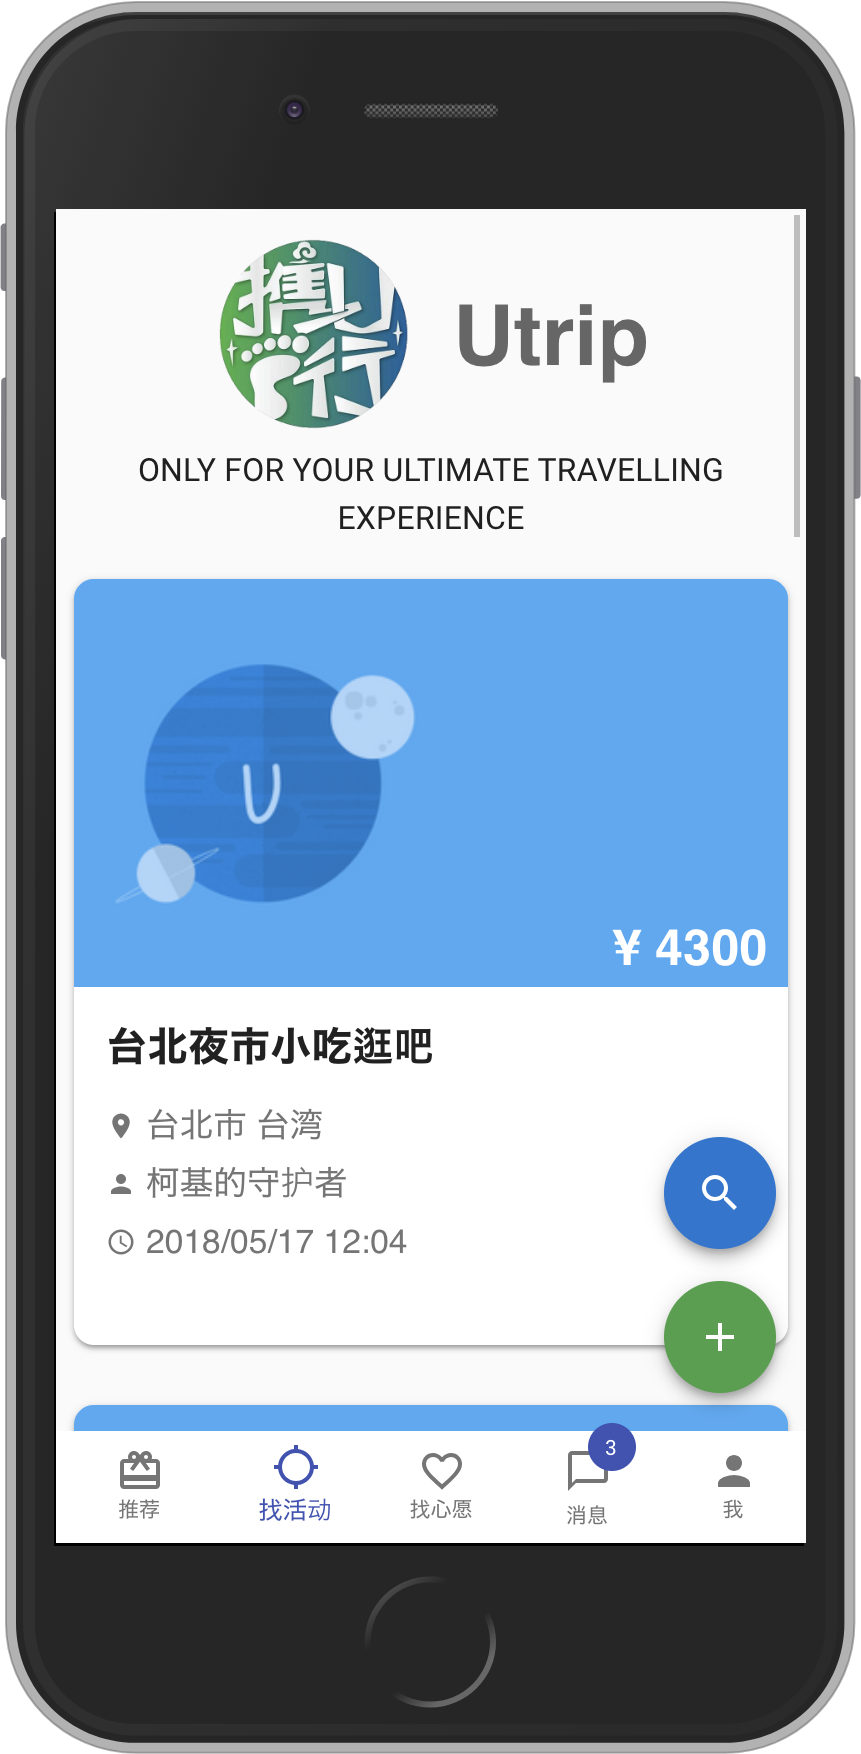 携U行
Utrip
ONLY FOR YOUR ULTIMATE TRAVELLING
EXPERIENCE
U
¥ 4300
台北夜市小吃逛吧
台北市 台湾
柯基的守护者
2018/05/17 12:04
3
推荐
找活动
找心愿
消息
我